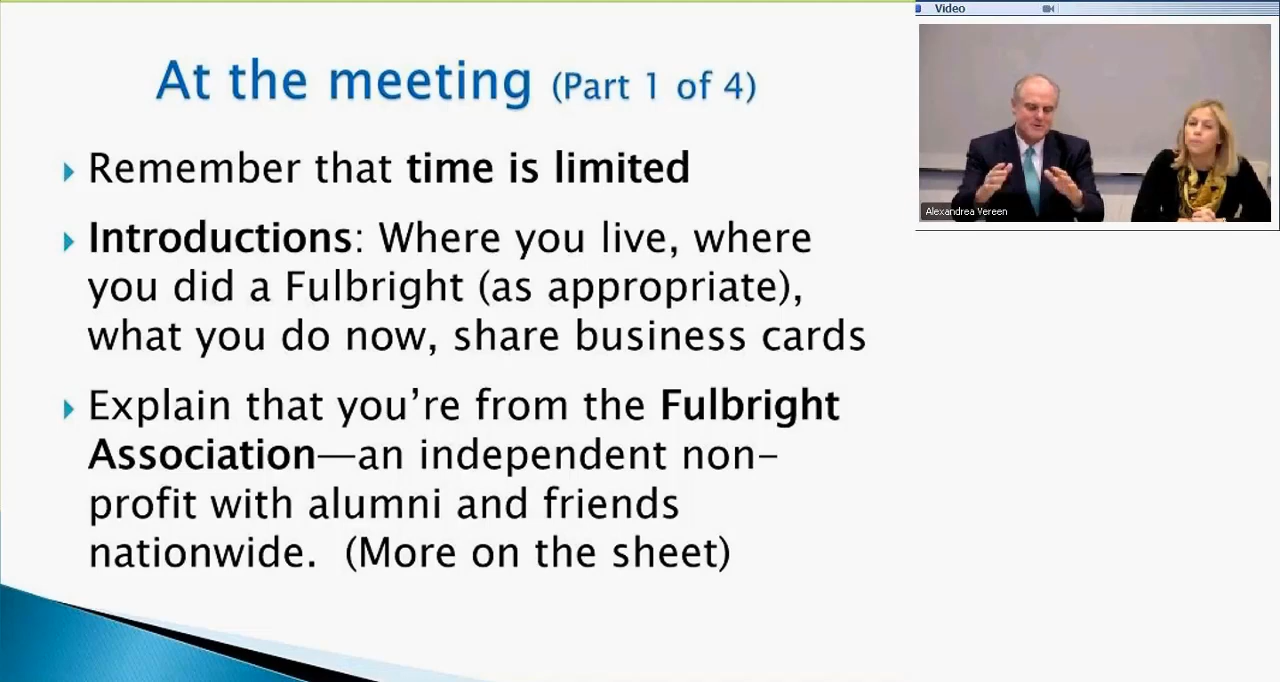 At the meeting (Part 1 of 4)
Remember that time is limited
Introductions: Where you live, where
you did a Fulbright (as appropriate),
what you do now, share business cards
Explain that you’re from the Fulbright
Association—an independent non-
profit with alumni and friends
nationwide. (More on the sheet)
Video
Alexandrea Vereen